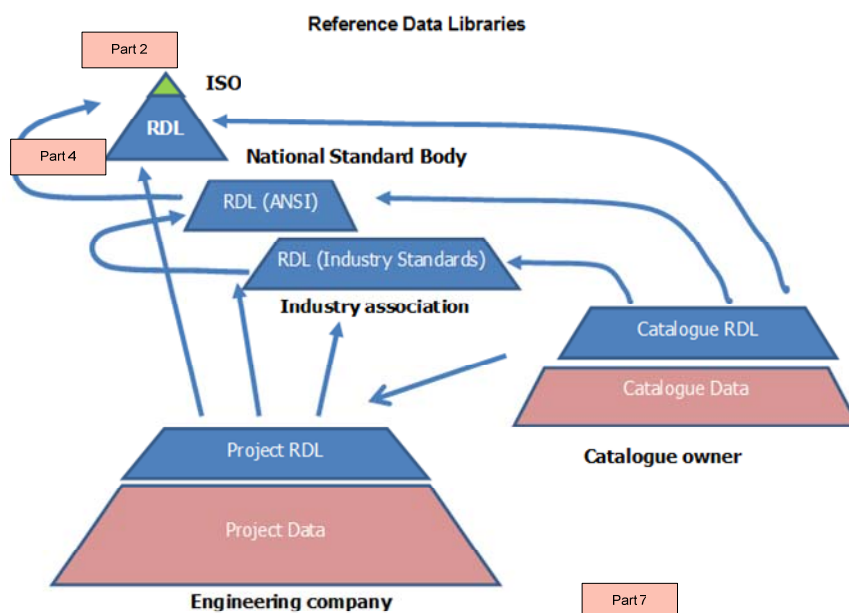 Reference Data Libraries
Part 2
ISO
RDL
Part 4
National Standard Body
RDL (ANSI)
RDL (Industry Standards)
Industry association
Catalogue RDL
Catalogue Data
Project RDL
Catalogue owner
Project Data
Engineering company
Part 7